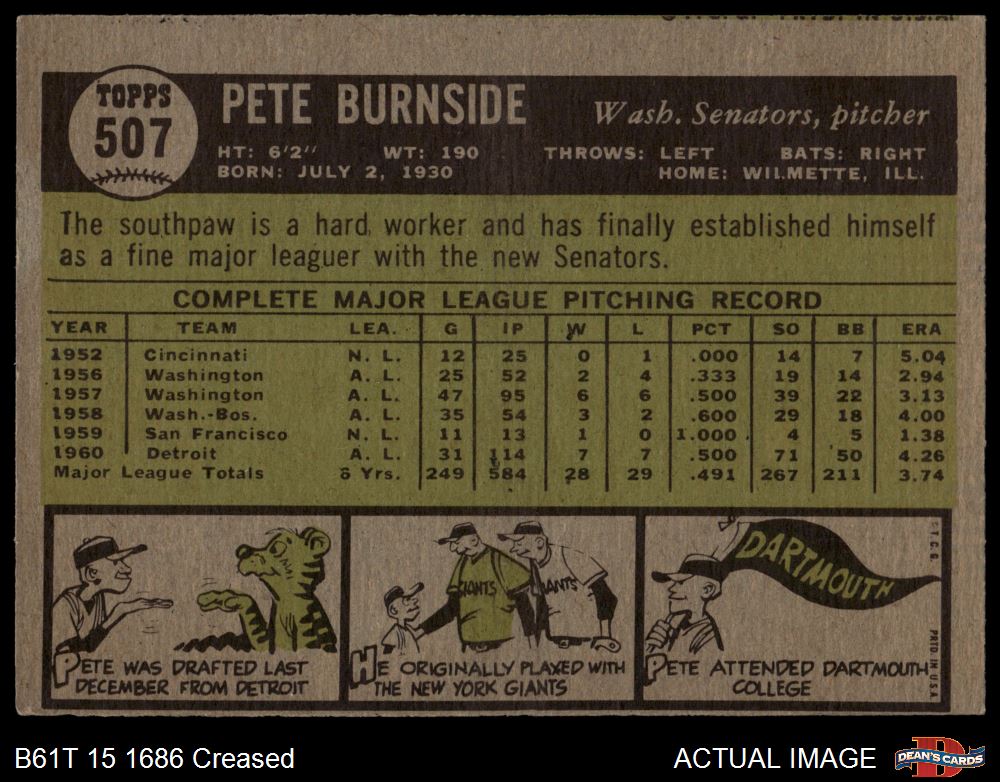 TOPPS
507
PETE BURNSIDE
Wash. Senators, pitcher
HT: 6'2" WT: 190 THROWS: LEFT BATS: RIGHT
BORN: JULY 2, 1930 HOME: WILMETTE, ILL.
The southpaw is a hard worker and has finally established himself
as a fine major leaguer with the new Senators.
COMPLETE MAJOR LEAGUE PITCHING RECORD
YEAR TEAM LEA. G IP W L PCT SO BB ERA
1952 Cincinnati N. L. 12 25 0 1 .000 14 7 5.04
1956 Washington A. L. 25 52 2 4 .333 19 14 2.94
1957 Washington A. L. 47 95 6 6 .500 39 22 3.13
1958 Wash.-Bos. A. L. 35 54 3 2 .600 29 18 4.00
1959 San Francisco N. L. 11 13 1 0 1.000 4 5 1.38
1960 Detroit A. L. 31 114 7 7 .500 71 50 4.26
Major League Totals 6 Yrs. 249 584 28 29 .491 267 211 3.74
PETE WAS DRAFTED LAST
DECEMBER FROM DETROIT
GIANTS
IANTS
HE ORIGINALLY PLAYED WITH
THE NEW YORK GIANTS
DARTMOUTH
PETE ATTENDED DARTMOUTH
COLLEGE
T.C.G.
PRTD. IN U.S.A.
B61T 15 1686 Creased
ACTUAL IMAGE
D
DEAN'S CARDS